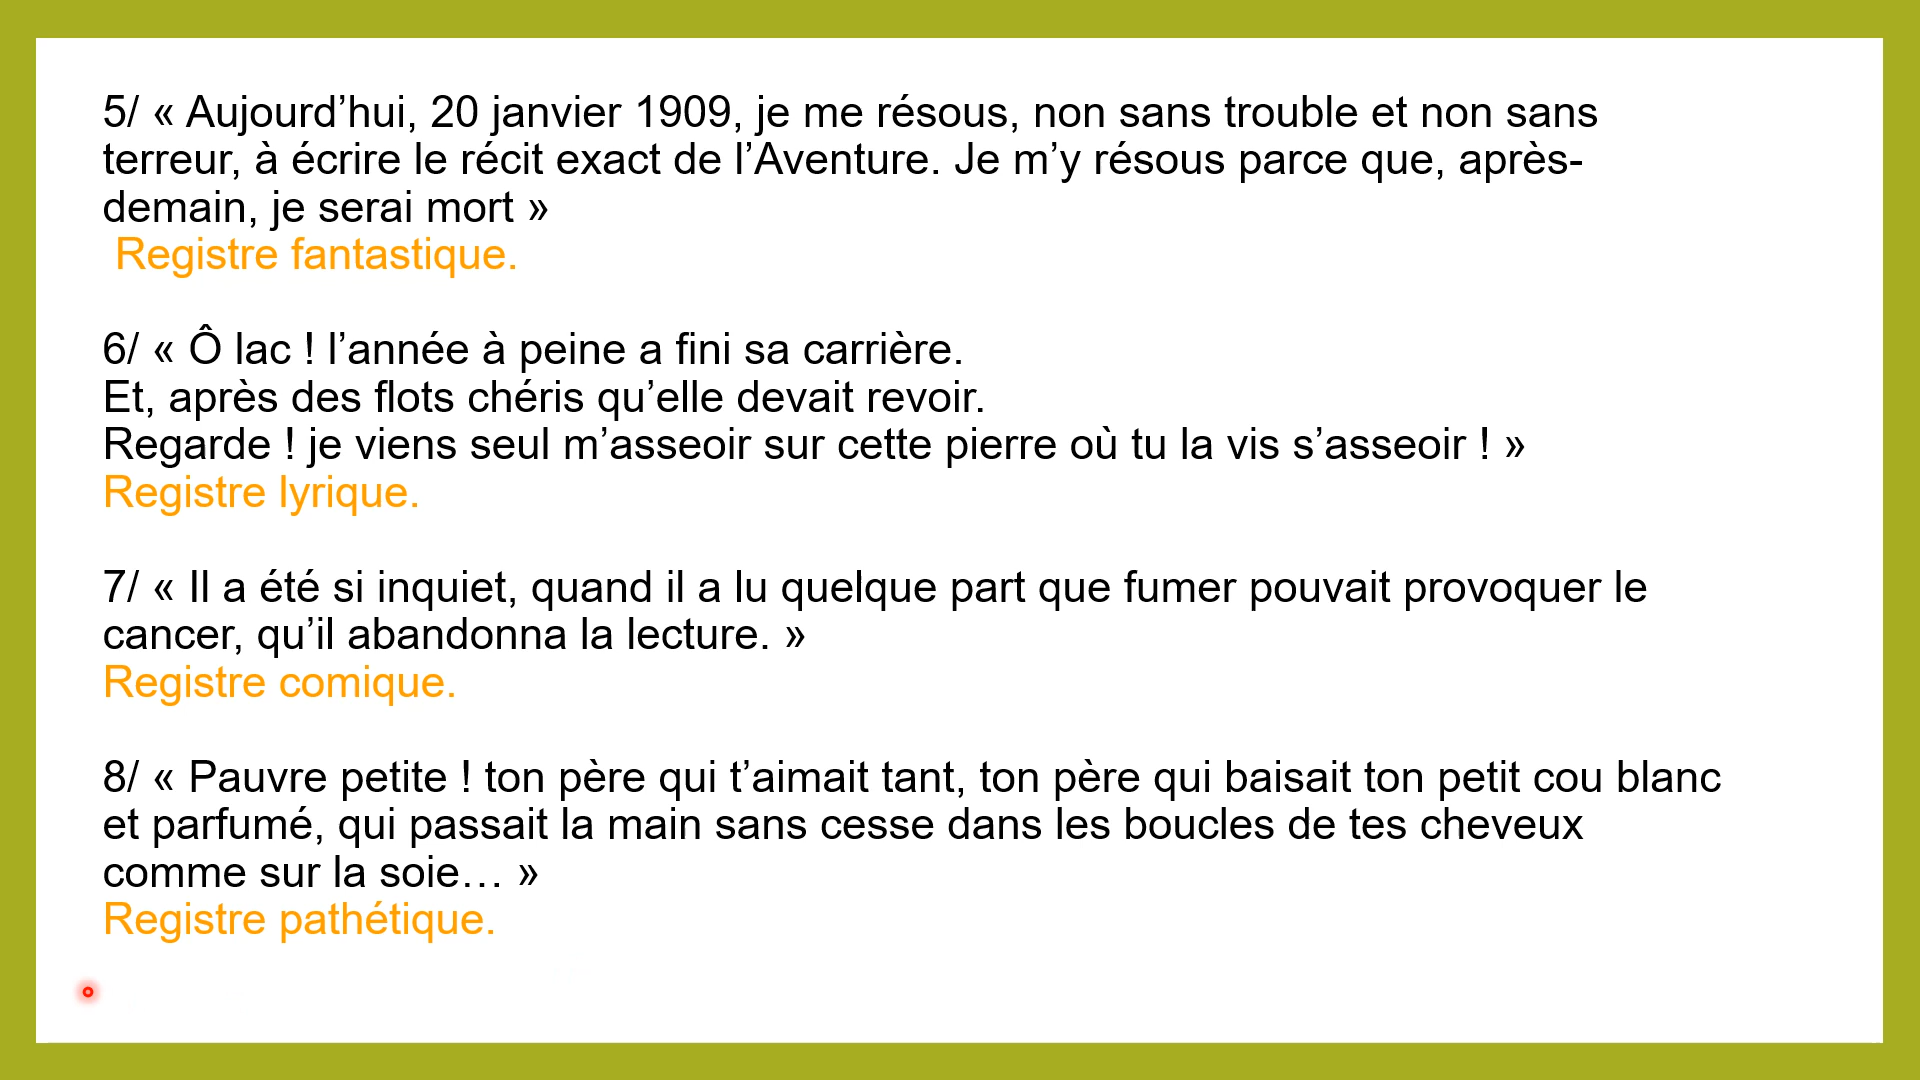 5/ « Aujourd’hui, 20 janvier 1909, je me résous, non sans trouble et non sans
terreur, à écrire le récit exact de l’Aventure. Je m’y résous parce que, après-
demain, je serai mort »
Registre fantastique.
6/ « Ô lac ! l’année à peine a fini sa carrière.
Et, après des flots chéris qu’elle devait revoir.
Regarde ! je viens seul m’asseoir sur cette pierre où tu la vis s’asseoir ! »
Registre lyrique.
7/ « Il a été si inquiet, quand il a lu quelque part que fumer pouvait provoquer le
cancer, qu’il abandonna la lecture. »
Registre comique.
8/ « Pauvre petite ! ton père qui t’aimait tant, ton père qui baisait ton petit cou blanc
et parfumé, qui passait la main sans cesse dans les boucles de tes cheveux
comme sur la soie… »
Registre pathétique.